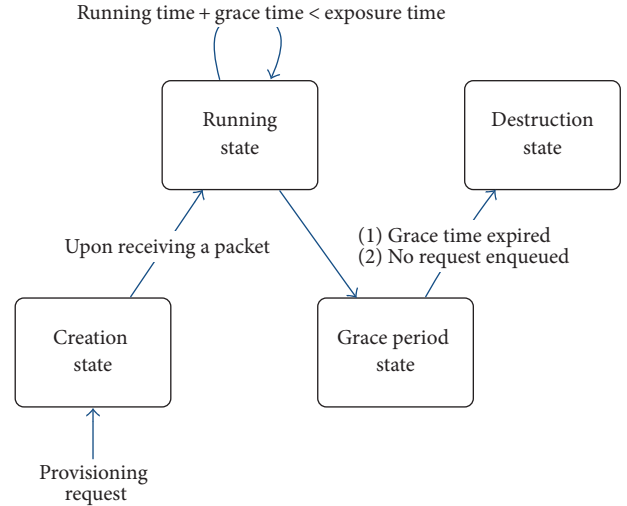 Running time + grace time < exposure time
Running
state
Destruction
state
Upon receiving a packet
(1) Grace time expired
(2) No request enqueued
Creation
state
Grace period
state
Provisioning
request